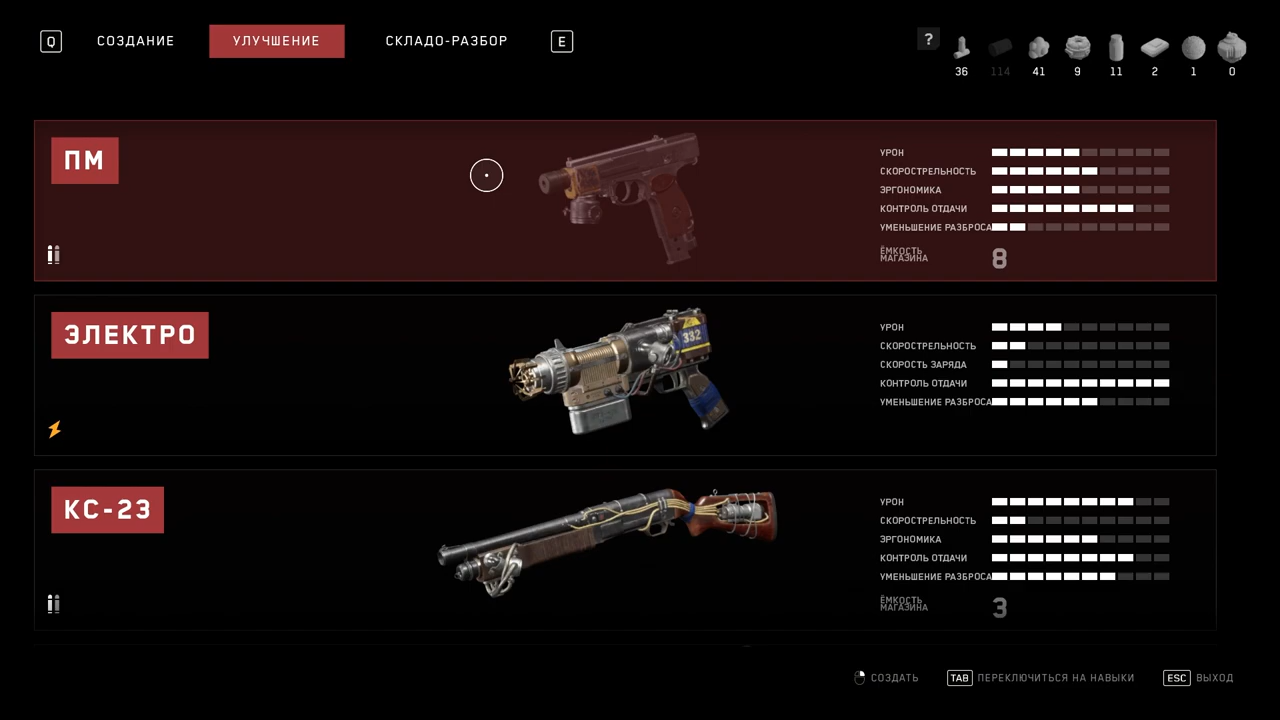 Q СОЗДАНИЕ УЛУЧШЕНИЕ СКЛАДО-РАЗБОР E ?
36 114 41 9 11 2 1 0
ПМ
УРОН
СКОРОСТРЕЛЬНОСТЬ
ЭРГОНОМИКА
КОНТРОЛЬ ОТДАЧИ
УМЕНЬШЕНИЕ РАЗБРОСА
ЁМКОСТЬ
МАГАЗИНА 8
ЭЛЕКТРО
332
УРОН
СКОРОСТРЕЛЬНОСТЬ
СКОРОСТЬ ЗАРЯДА
КОНТРОЛЬ ОТДАЧИ
УМЕНЬШЕНИЕ РАЗБРОСА
КС-23
УРОН
СКОРОСТРЕЛЬНОСТЬ
ЭРГОНОМИКА
КОНТРОЛЬ ОТДАЧИ
УМЕНЬШЕНИЕ РАЗБРОСА
ЁМКОСТЬ
МАГАЗИНА 3
СОЗДАТЬ TAB ПЕРЕКЛЮЧИТЬСЯ НА НАВЫКИ ESC ВЫХОД